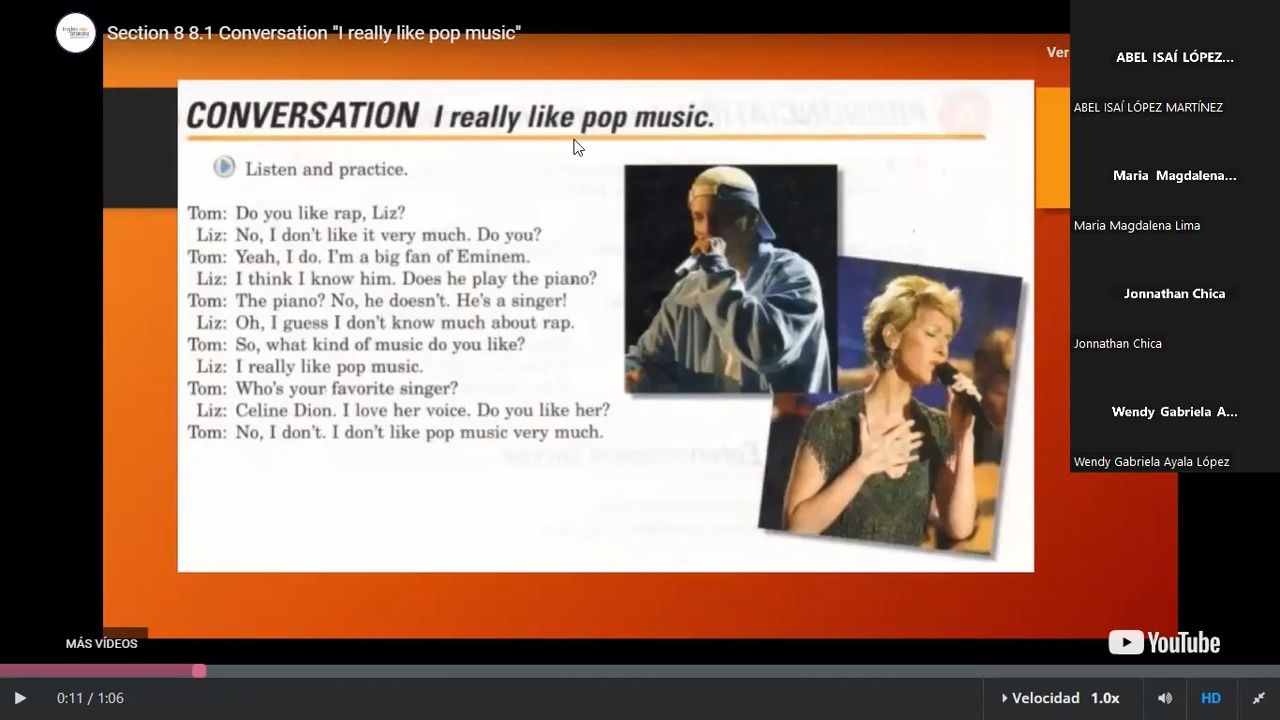 Section 8 8.1 Conversation "I really like pop music"
Ver
CONVERSATION I really like pop music.
Listen and practice.
Tom: Do you like rap, Liz?
Liz: No, I don't like it very much. Do you?
Tom: Yeah, I do. I'm a big fan of Eminem.
Liz: I think I know him. Does he play the piano?
Tom: The piano? No, he doesn't. He's a singer!
Liz: Oh, I guess I don't know much about rap.
Tom: So, what kind of music do you like?
Liz: I really like pop music.
Tom: Who's your favorite singer?
Liz: Celine Dion. I love her voice. Do you like her?
Tom: No, I don't. I don't like pop music very much.
ABEL ISAÍ LÓPEZ...
ABEL ISAÍ LÓPEZ MARTÍNEZ
Maria Magdalena...
Maria Magdalena Lima
Jonnathan Chica
Jonnathan Chica
Wendy Gabriela A...
Wendy Gabriela Ayala López
MÁS VÍDEOS
YouTube
0:11 / 1:06
Velocidad 1.0x
HD